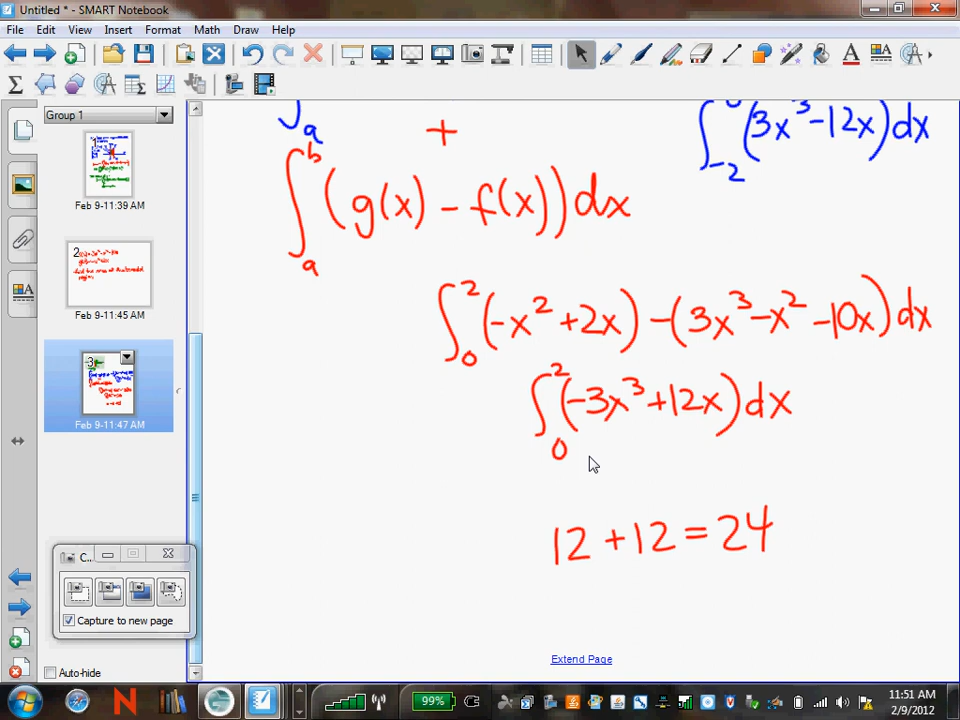 Untitled * - SMART Notebook
File Edit View Insert Format Math Draw Help
Group 1
Feb 9-11:39 AM
2
Feb 9-11:45 AM
3
Feb 9-11:47 AM
∫a
+
∫-2 (3x³-12x)dx
∫a b (g(x) - f(x))dx
∫0 2 (-x²+2x) -(3x³-x²-10x)dx
∫0 2 (-3x³+12x)dx
12+12=24
C...
Capture to new page
Auto-hide
Extend Page
99%
11:51 AM
2/9/2012